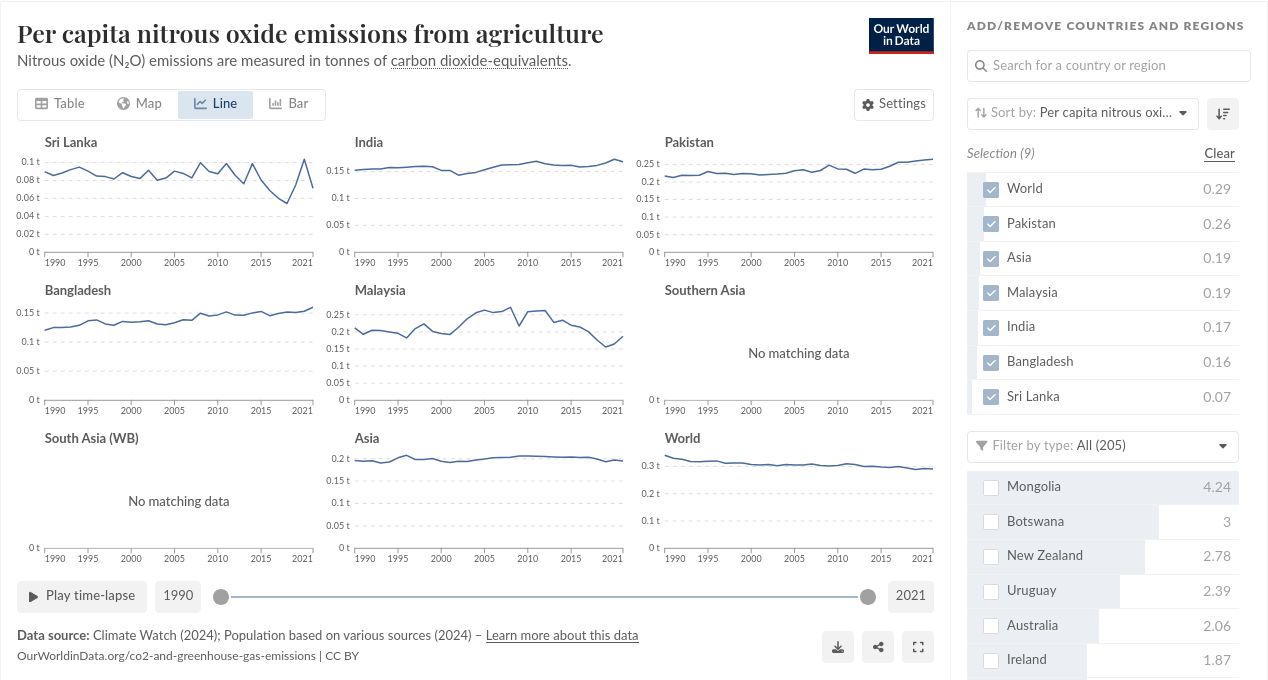 Per capita nitrous oxide emissions from agriculture
Nitrous oxide (N₂O) emissions are measured in tonnes of carbon dioxide-equivalents.
Our World
in Data
Table
Map
Line
Bar
Settings
Sri Lanka
0.1 t
0.08 t
0.06 t
0.04 t
0.02 t
0 t
1990 1995 2000 2005 2010 2015 2021
India
0.15 t
0.1 t
0.05 t
0 t
1990 1995 2000 2005 2010 2015 2021
Pakistan
0.25 t
0.2 t
0.15 t
0.1 t
0.05 t
0 t
1990 1995 2000 2005 2010 2015 2021
Bangladesh
0.15 t
0.1 t
0.05 t
0 t
1990 1995 2000 2005 2010 2015 2021
Malaysia
0.25 t
0.2 t
0.15 t
0.1 t
0.05 t
0 t
1990 1995 2000 2005 2010 2015 2021
Southern Asia
No matching data
0 t
1990 1995 2000 2005 2010 2015 2021
South Asia (WB)
No matching data
0 t
1990 1995 2000 2005 2010 2015 2021
Asia
0.2 t
0.15 t
0.1 t
0.05 t
0 t
1990 1995 2000 2005 2010 2015 2021
World
0.3 t
0.2 t
0.1 t
0 t
1990 1995 2000 2005 2010 2015 2021
Play time-lapse
1990
2021
Data source: Climate Watch (2024); Population based on various sources (2024) – Learn more about this data
OurWorldinData.org/co2-and-greenhouse-gas-emissions | CC BY
ADD/REMOVE COUNTRIES AND REGIONS
Search for a country or region
Sort by: Per capita nitrous oxi...
Selection (9) Clear
World 0.29
Pakistan 0.26
Asia 0.19
Malaysia 0.19
India 0.17
Bangladesh 0.16
Sri Lanka 0.07
Filter by type: All (205)
Mongolia 4.24
Botswana 3
New Zealand 2.78
Uruguay 2.39
Australia 2.06
Ireland 1.87